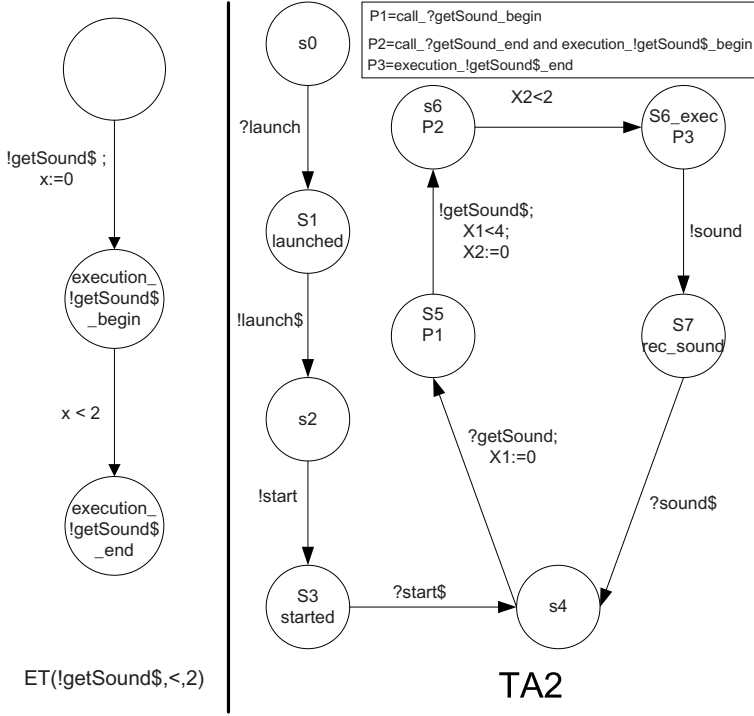 !getSound$ ;
x:=0
execution_
!getSound$
_begin
x < 2
execution_
!getSound$
_end
ET(!getSound$,<,2)
P1=call_?getSound_begin
P2=call_?getSound_end and execution_!getSound$_begin
P3=execution_!getSound$_end
s0
?launch
S1
launched
!launch$
s2
!start
S3
started
?start$
s4
?getSound;
X1:=0
S5
P1
!getSound$;
X1<4;
X2:=0
s6
P2
X2<2
S6_exec
P3
!sound
S7
rec_sound
?sound$
TA2